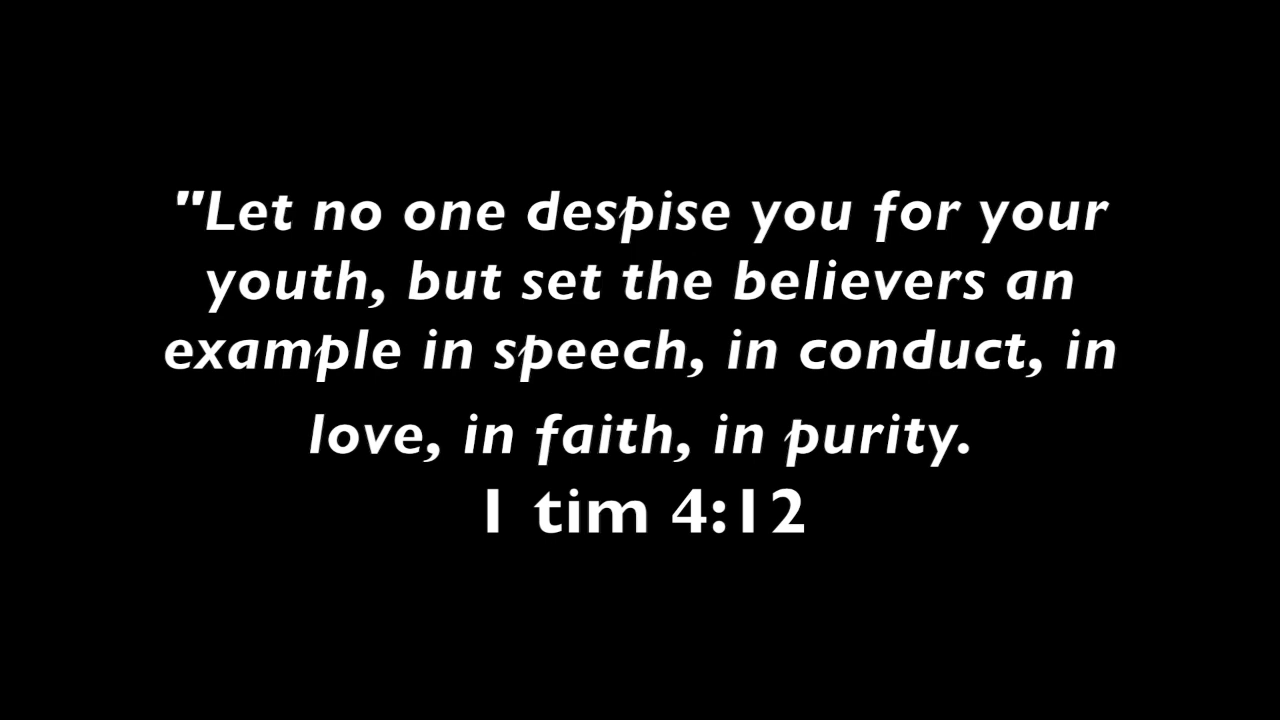 "Let no one despise you for your
youth, but set the believers an
example in speech, in conduct, in
love, in faith, in purity.
1 tim 4:12